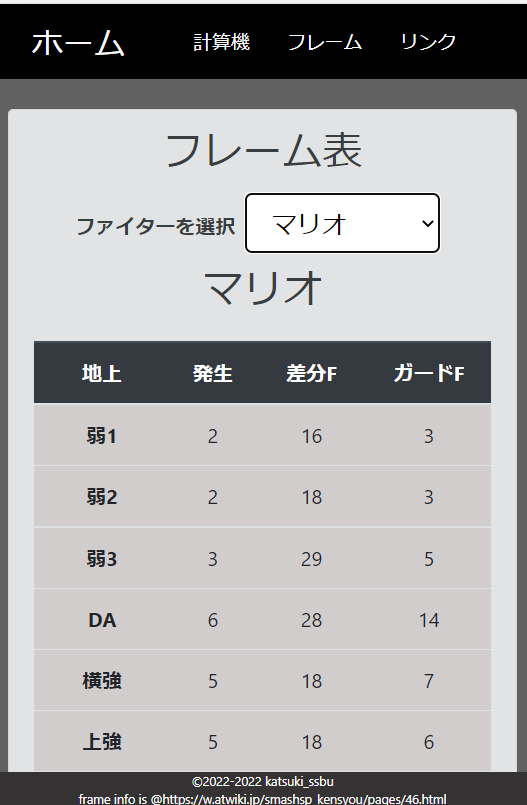 ホーム 計算機 フレーム リンク
フレーム表
ファイターを選択 マリオ
マリオ
地上 発生 差分F ガードF
弱1 2 16 3
弱2 2 18 3
弱3 3 29 5
DA 6 28 14
横強 5 18 7
上強 5 18 6
©2022-2022 katsuki_ssbu
frame info is @https://w.atwiki.jp/smashsp_kensyou/pages/46.html